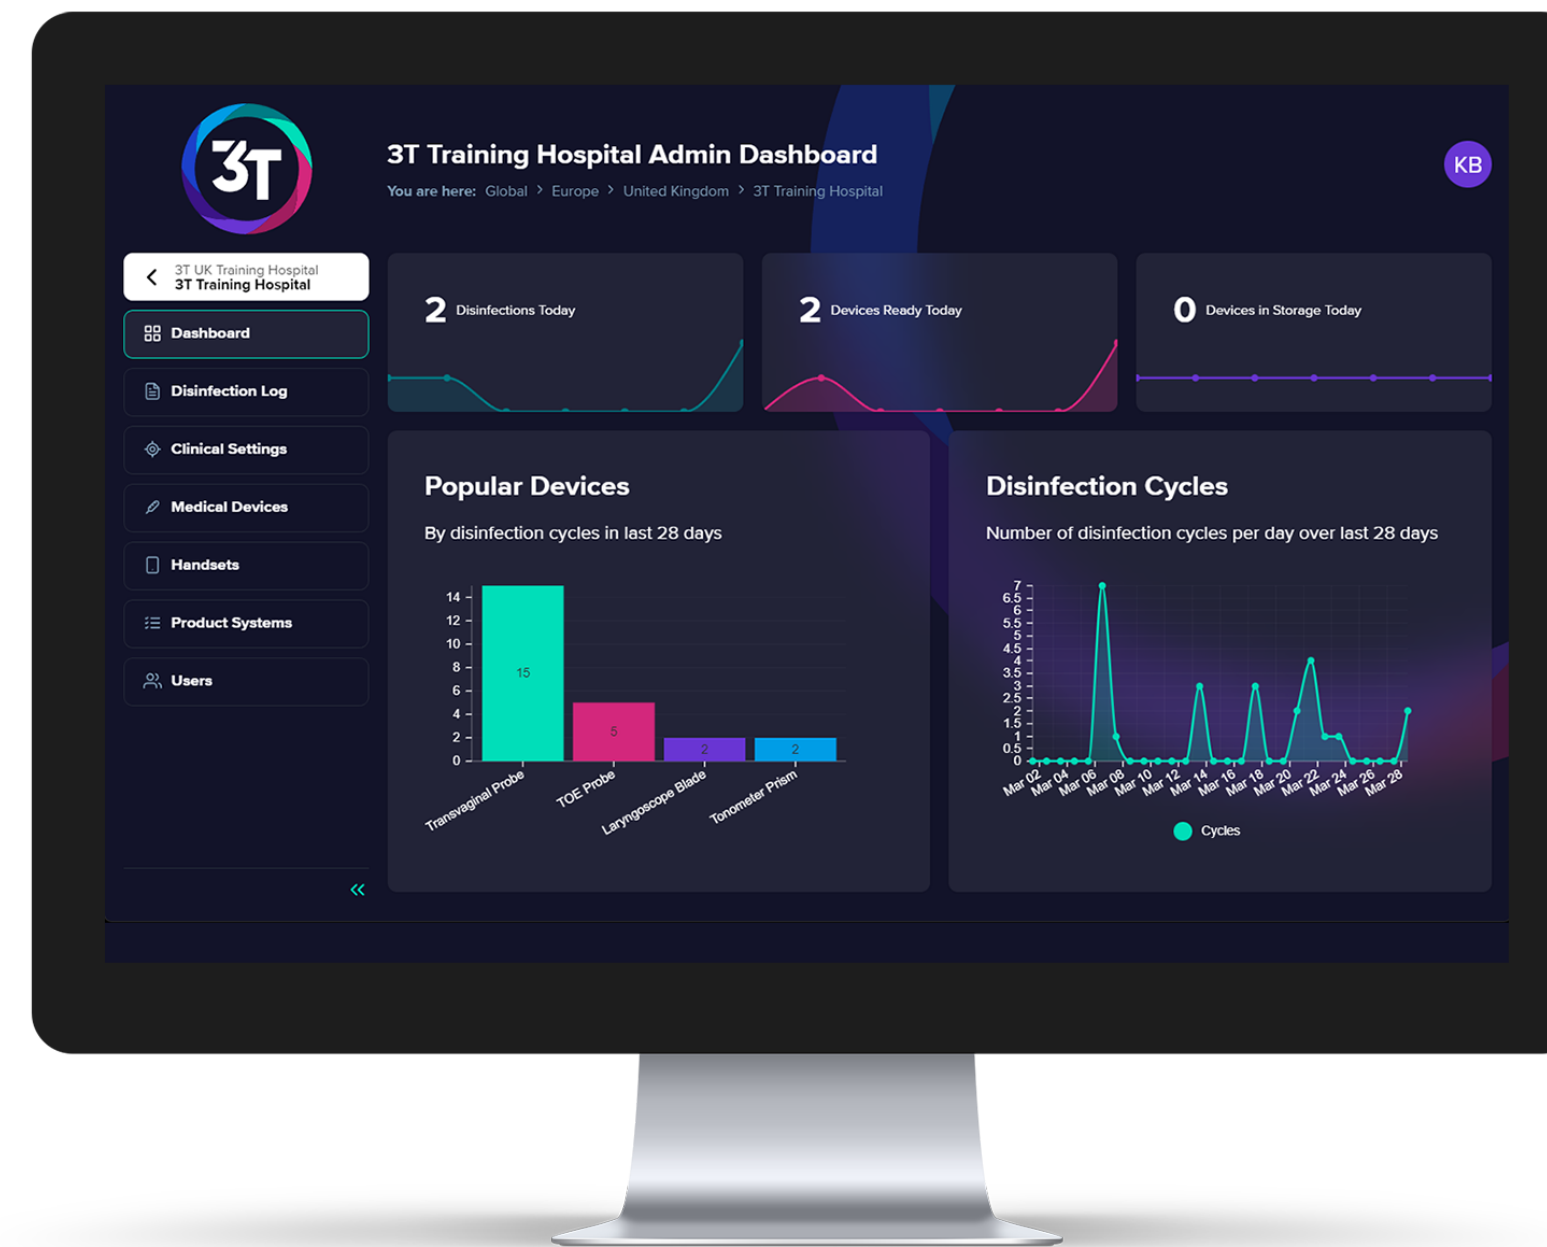 3T
3T Training Hospital Admin Dashboard
You are here: Global > Europe > United Kingdom > 3T Training Hospital
KB
3T UK Training Hospital
3T Training Hospital
Dashboard
Disinfection Log
Clinical Settings
Medical Devices
Handsets
Product Systems
Users
2 Disinfections Today
2 Devices Ready Today
0 Devices in Storage Today
Popular Devices
By disinfection cycles in last 28 days
14
12
10
8
6
4
2
0
15
5
2
2
Transvaginal Probe
TOE Probe
Laryngoscope Blade
Tonometer Prism
Disinfection Cycles
Number of disinfection cycles per day over last 28 days
7
6.5
6
5.5
5
4.5
4
3.5
3
2.5
2
1.5
1
0.5
0
Mar 02
Mar 04
Mar 06
Mar 08
Mar 10
Mar 12
Mar 14
Mar 16
Mar 18
Mar 20
Mar 22
Mar 24
Mar 26
Mar 28
Cycles